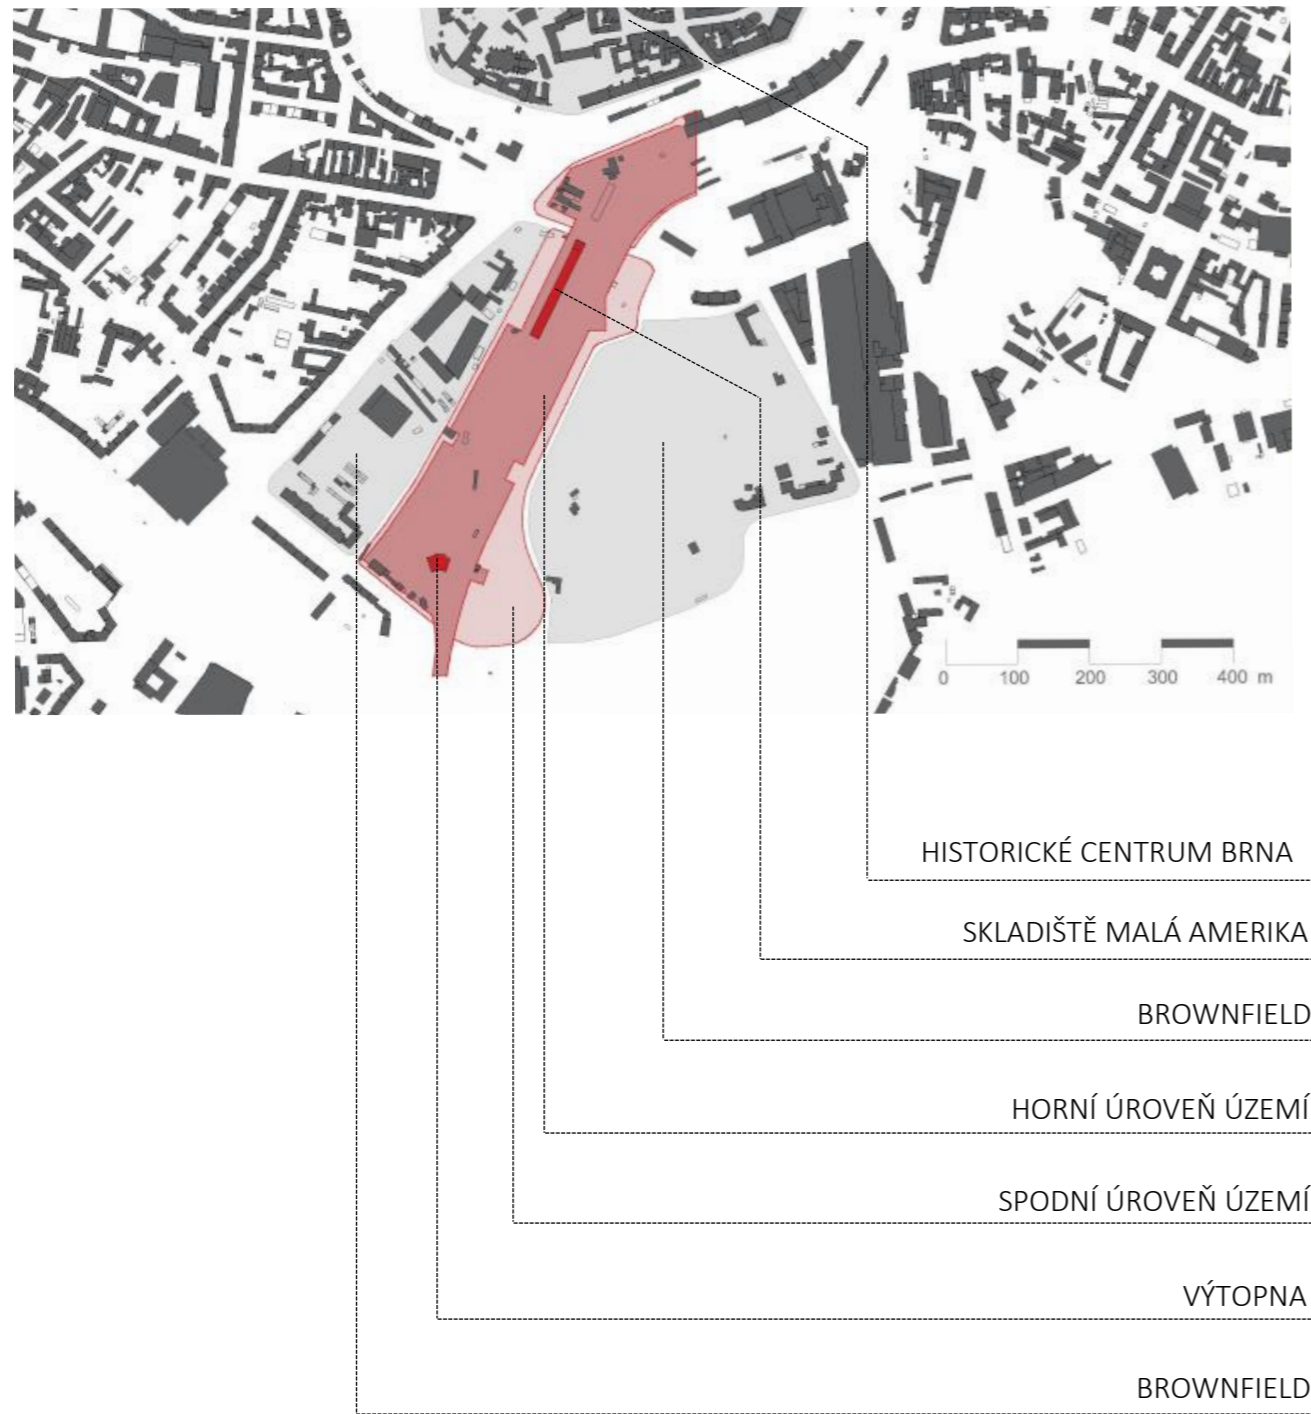 0 100 200 300 400 m
HISTORICKÉ CENTRUM BRNA
SKLADIŠTĚ MALÁ AMERIKA
BROWNFIELD
HORNÍ ÚROVEŇ ÚZEMÍ
SPODNÍ ÚROVEŇ ÚZEMÍ
VÝTOPNA
BROWNFIELD